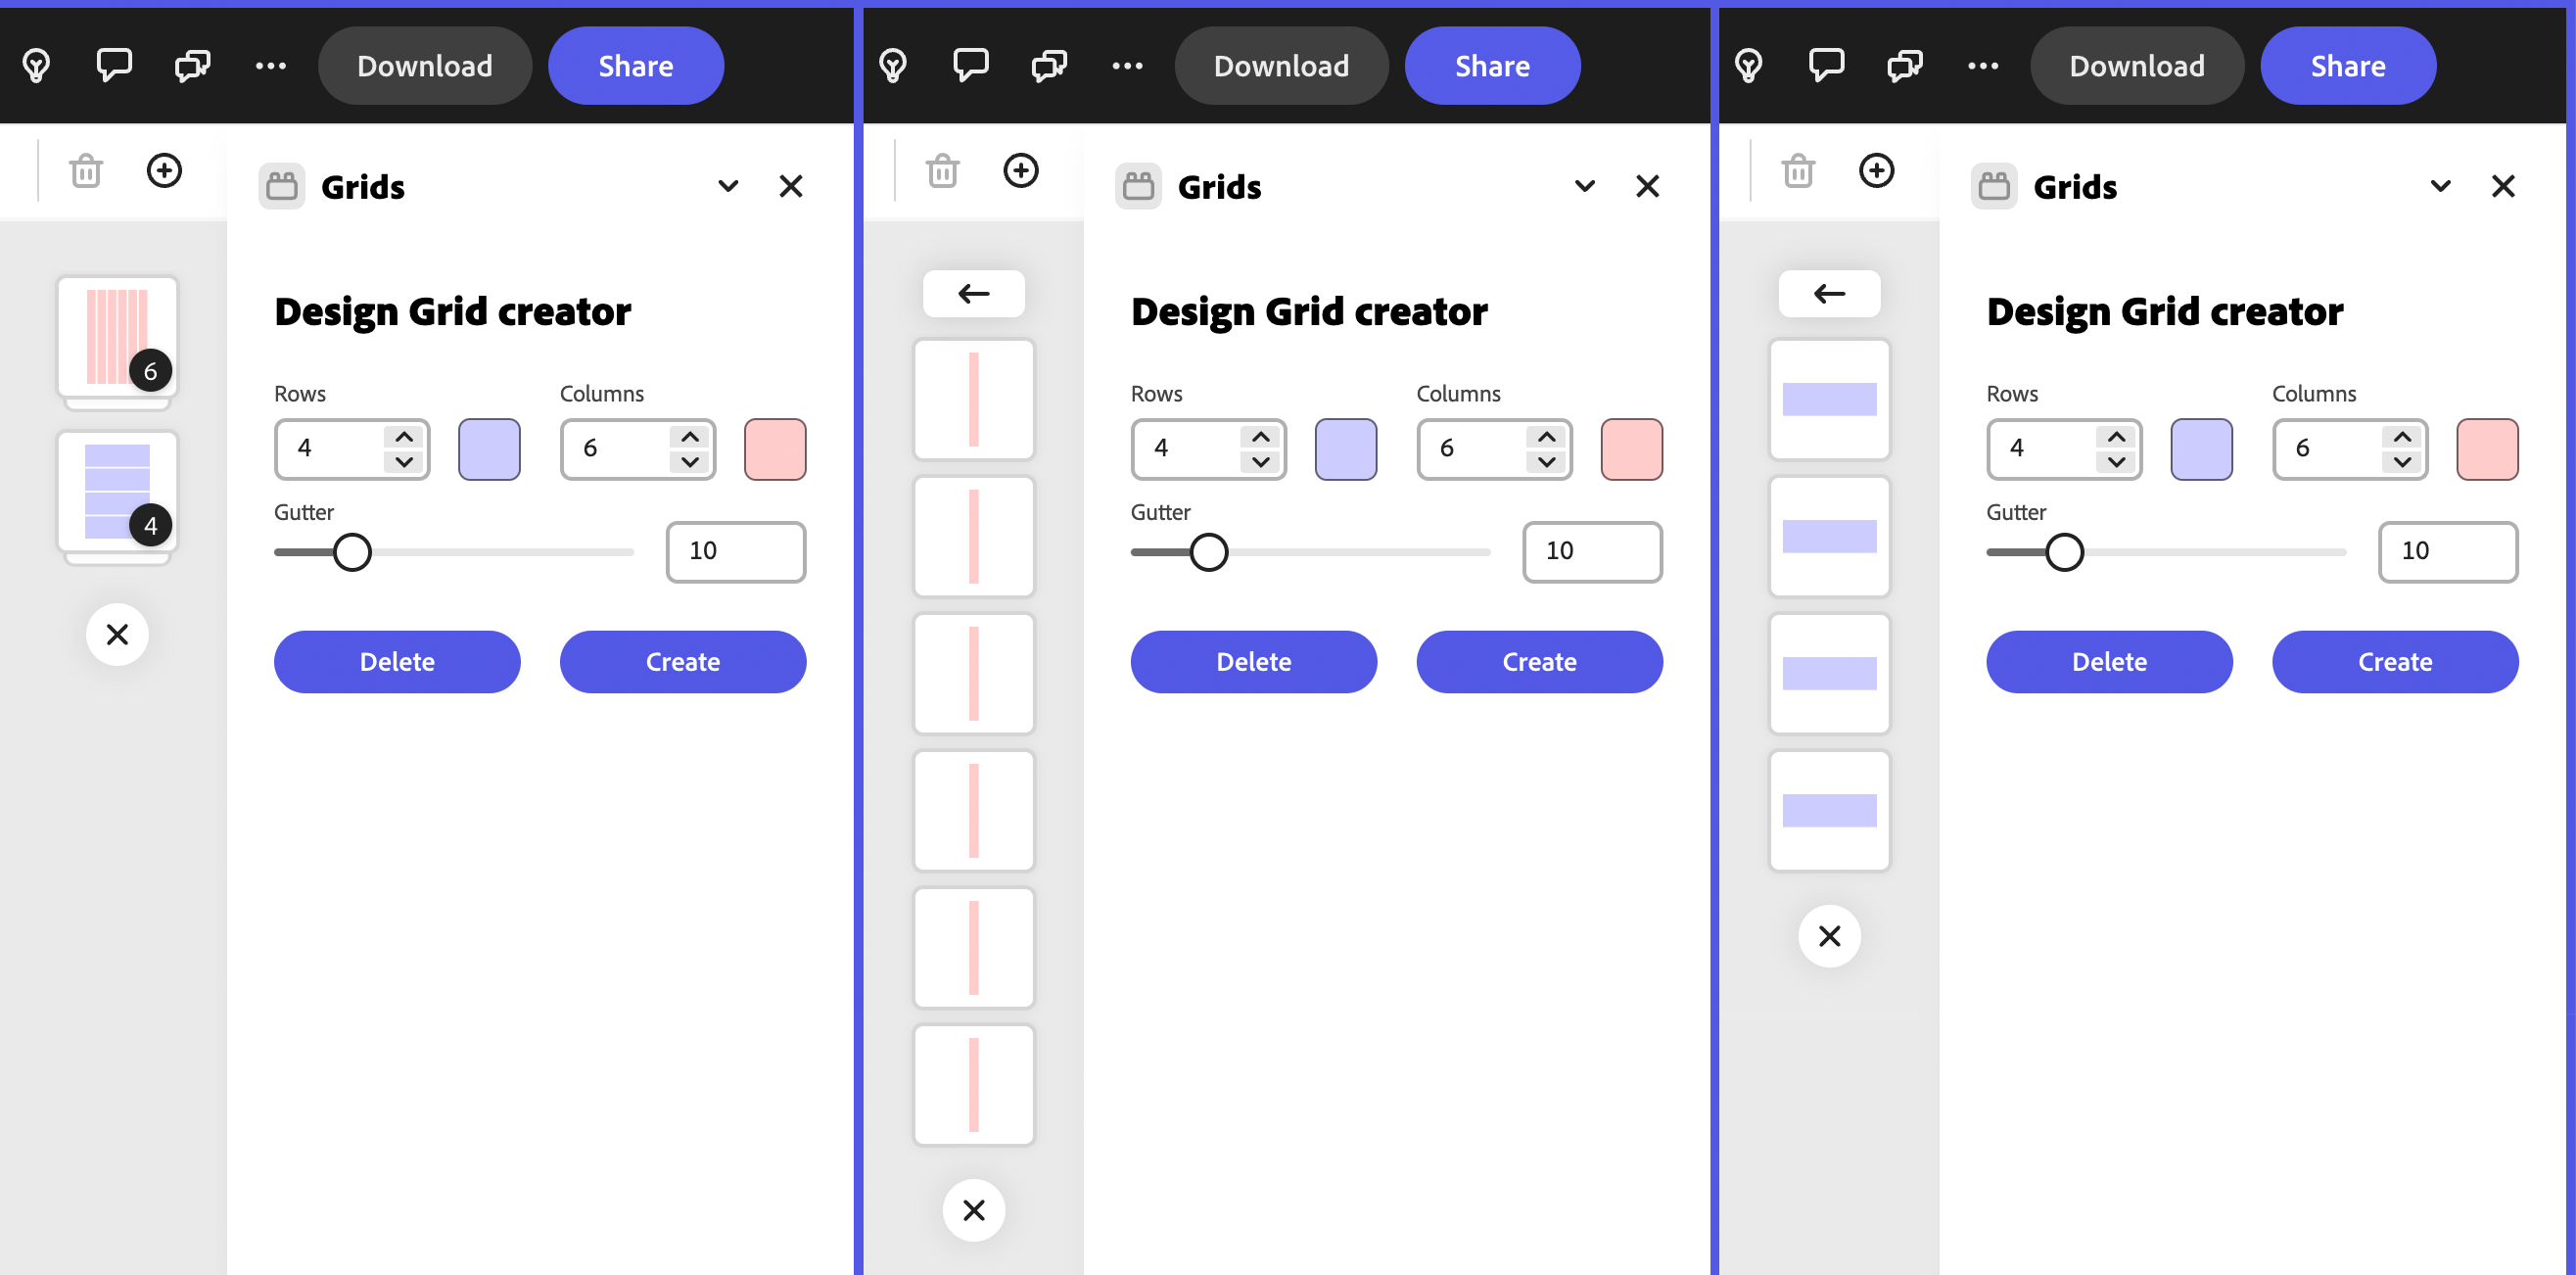 Download Share
Grids
Design Grid creator
Rows Columns
4 6
Gutter
10
Delete Create
6
4
Download Share
Grids
Design Grid creator
Rows Columns
4 6
Gutter
10
Delete Create
Download Share
Grids
Design Grid creator
Rows Columns
4 6
Gutter
10
Delete Create